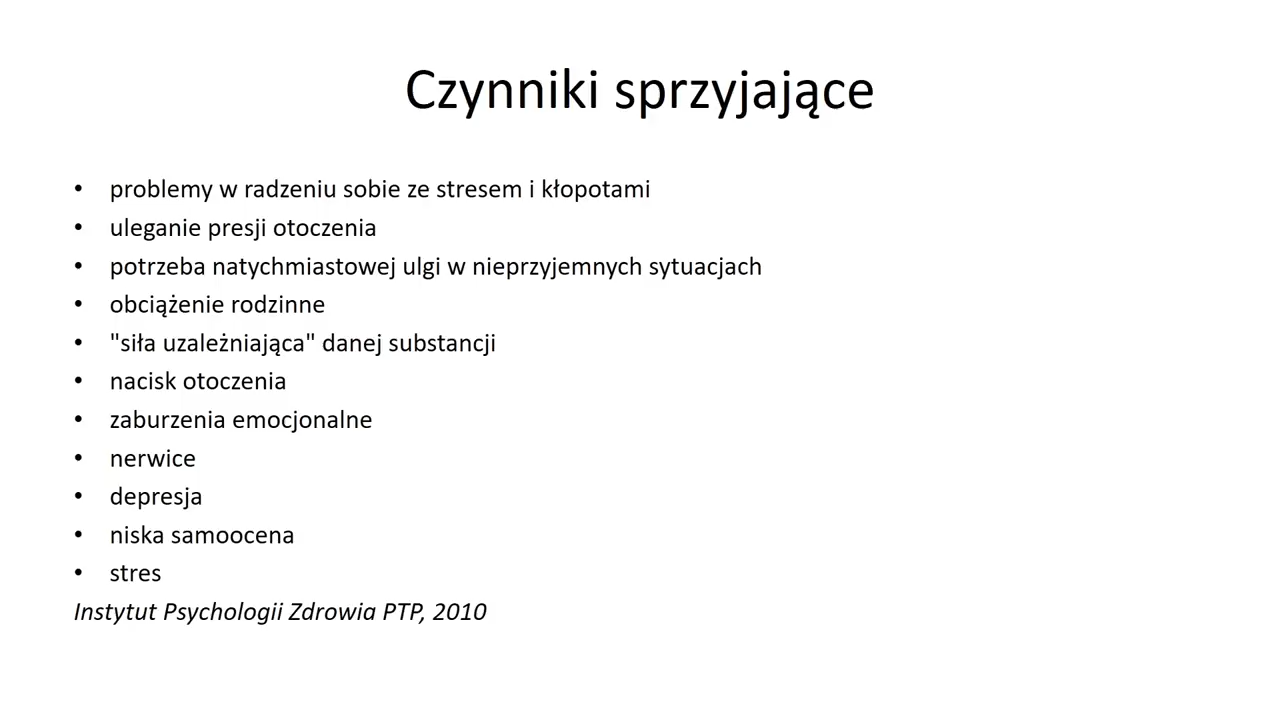 Czynniki sprzyjające
• problemy w radzeniu sobie ze stresem i kłopotami
• uleganie presji otoczenia
• potrzeba natychmiastowej ulgi w nieprzyjemnych sytuacjach
• obciążenie rodzinne
• "siła uzależniająca" danej substancji
• nacisk otoczenia
• zaburzenia emocjonalne
• nerwice
• depresja
• niska samoocena
• stres
Instytut Psychologii Zdrowia PTP, 2010